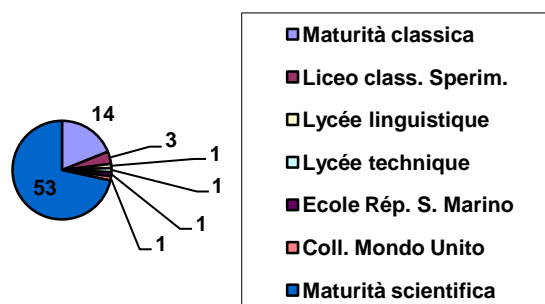 14
3
1
1
1
1
53
Maturità classica
Liceo class. Sperim.
Lycée linguistique
Lycée technique
Ecole Rép. S. Marino
Coll. Mondo Unito
Maturità scientifica